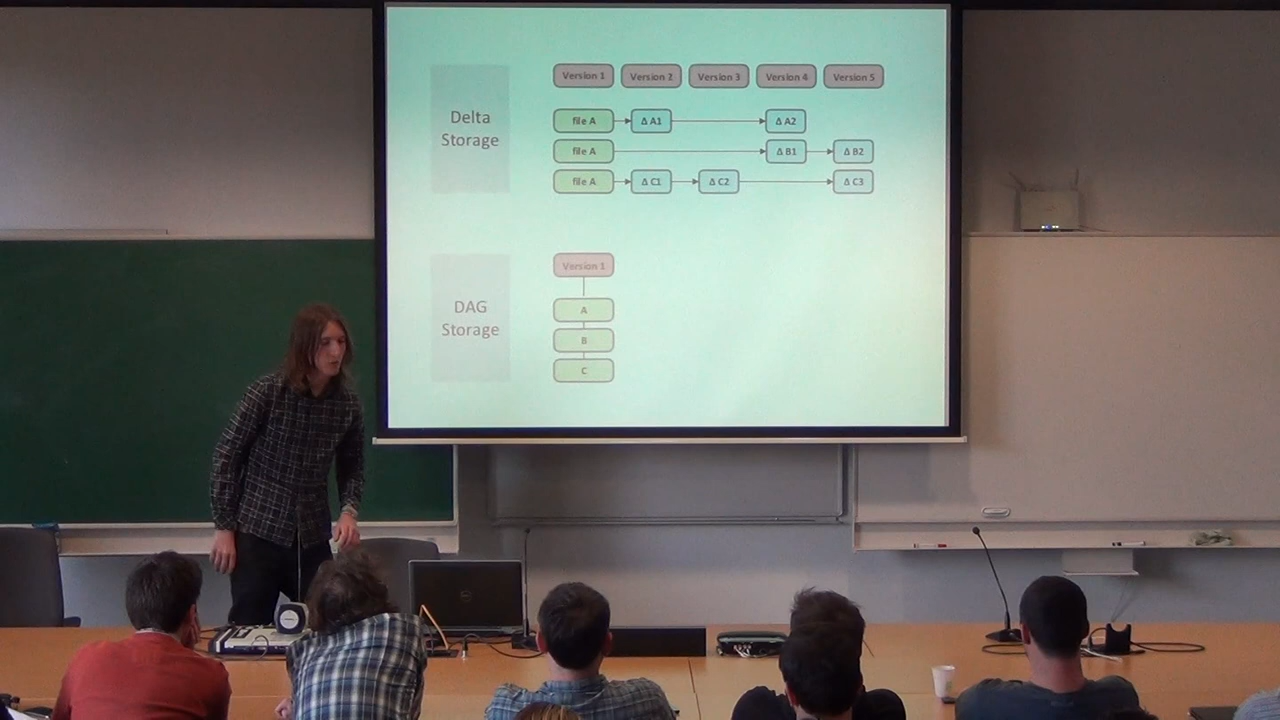 Version 1 Version 2 Version 3 Version 4 Version 5
Delta
Storage
file A Δ A1 Δ A2
file A Δ B1 Δ B2
file A Δ C1 Δ C2 Δ C3
DAG
Storage
Version 1
A
B
C